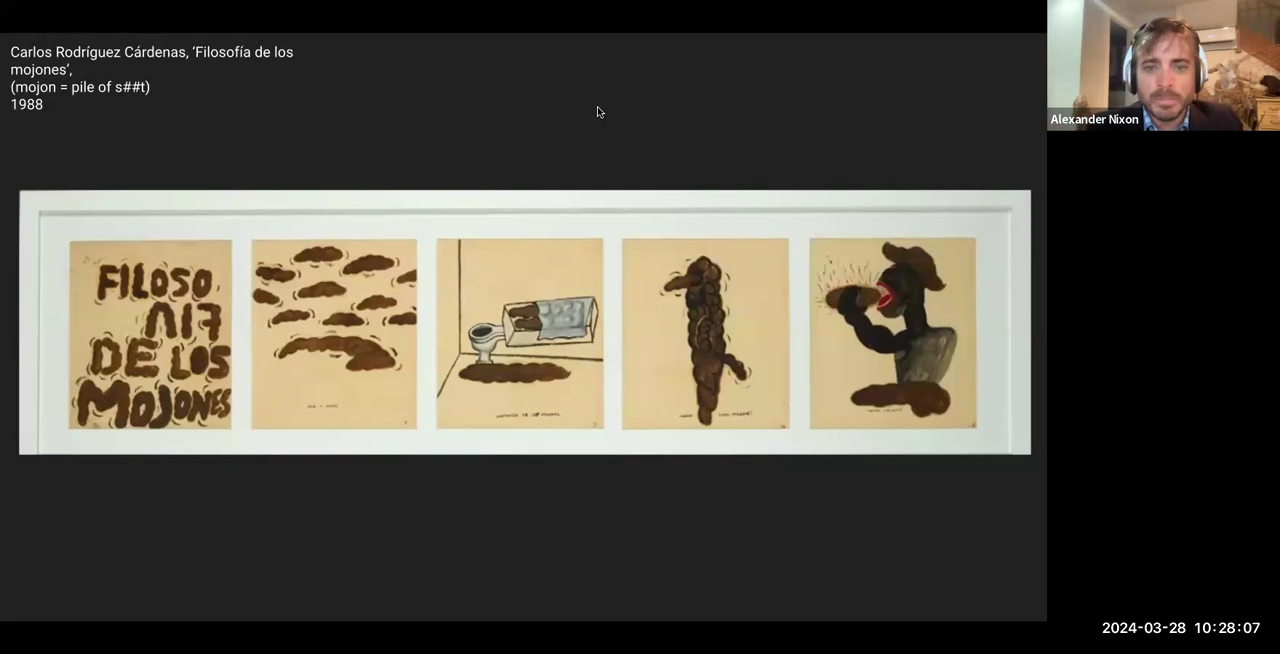 Carlos Rodríguez Cárdenas, ‘Filosofía de los
mojones’,
(mojon = pile of s##t)
1988
Alexander Nixon
FILOSO
FIA
DE LOS
MOJONES
2024-03-28 10:28:07